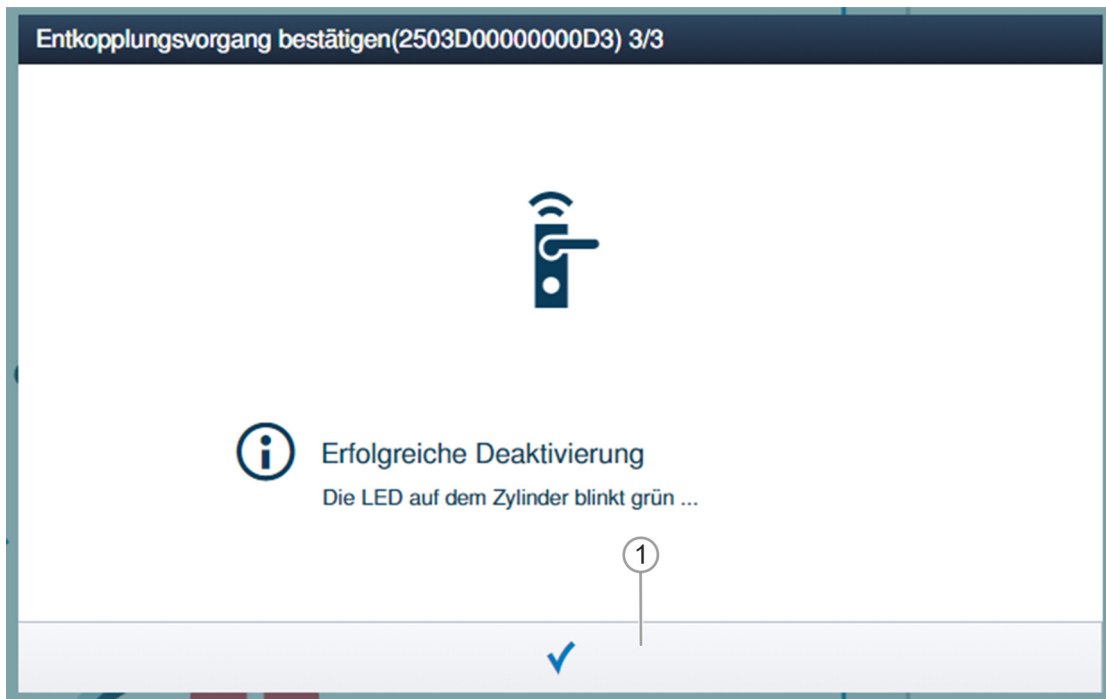 Entkopplungsvorgang bestätigen(2503D00000000D3) 3/3
Erfolgreiche Deaktivierung
Die LED auf dem Zylinder blinkt grün ...
1